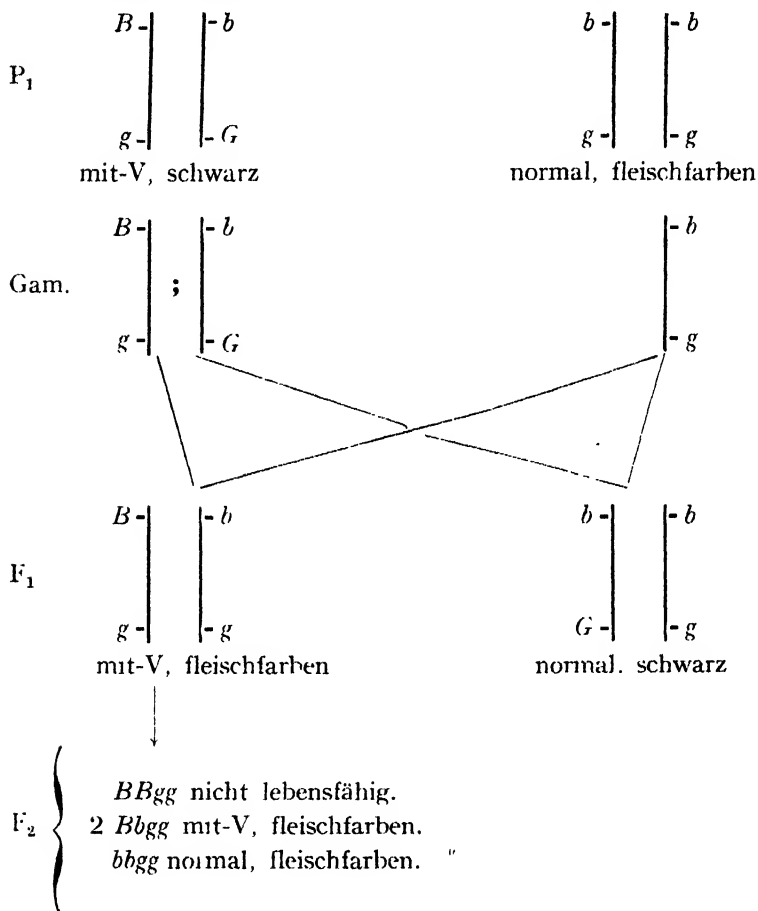 B b b b
P₁
g G g g
mit-V, schwarz normal, fleischfarben
B b b
Gam. ;
g G g
B b b b
F₁
g g G g
mit-V, fleischfarben normal. schwarz
F₂ BBgg nicht lebensfähig.
2 Bbgg mit-V, fleischfarben.
bbgg normal, fleischfarben. "